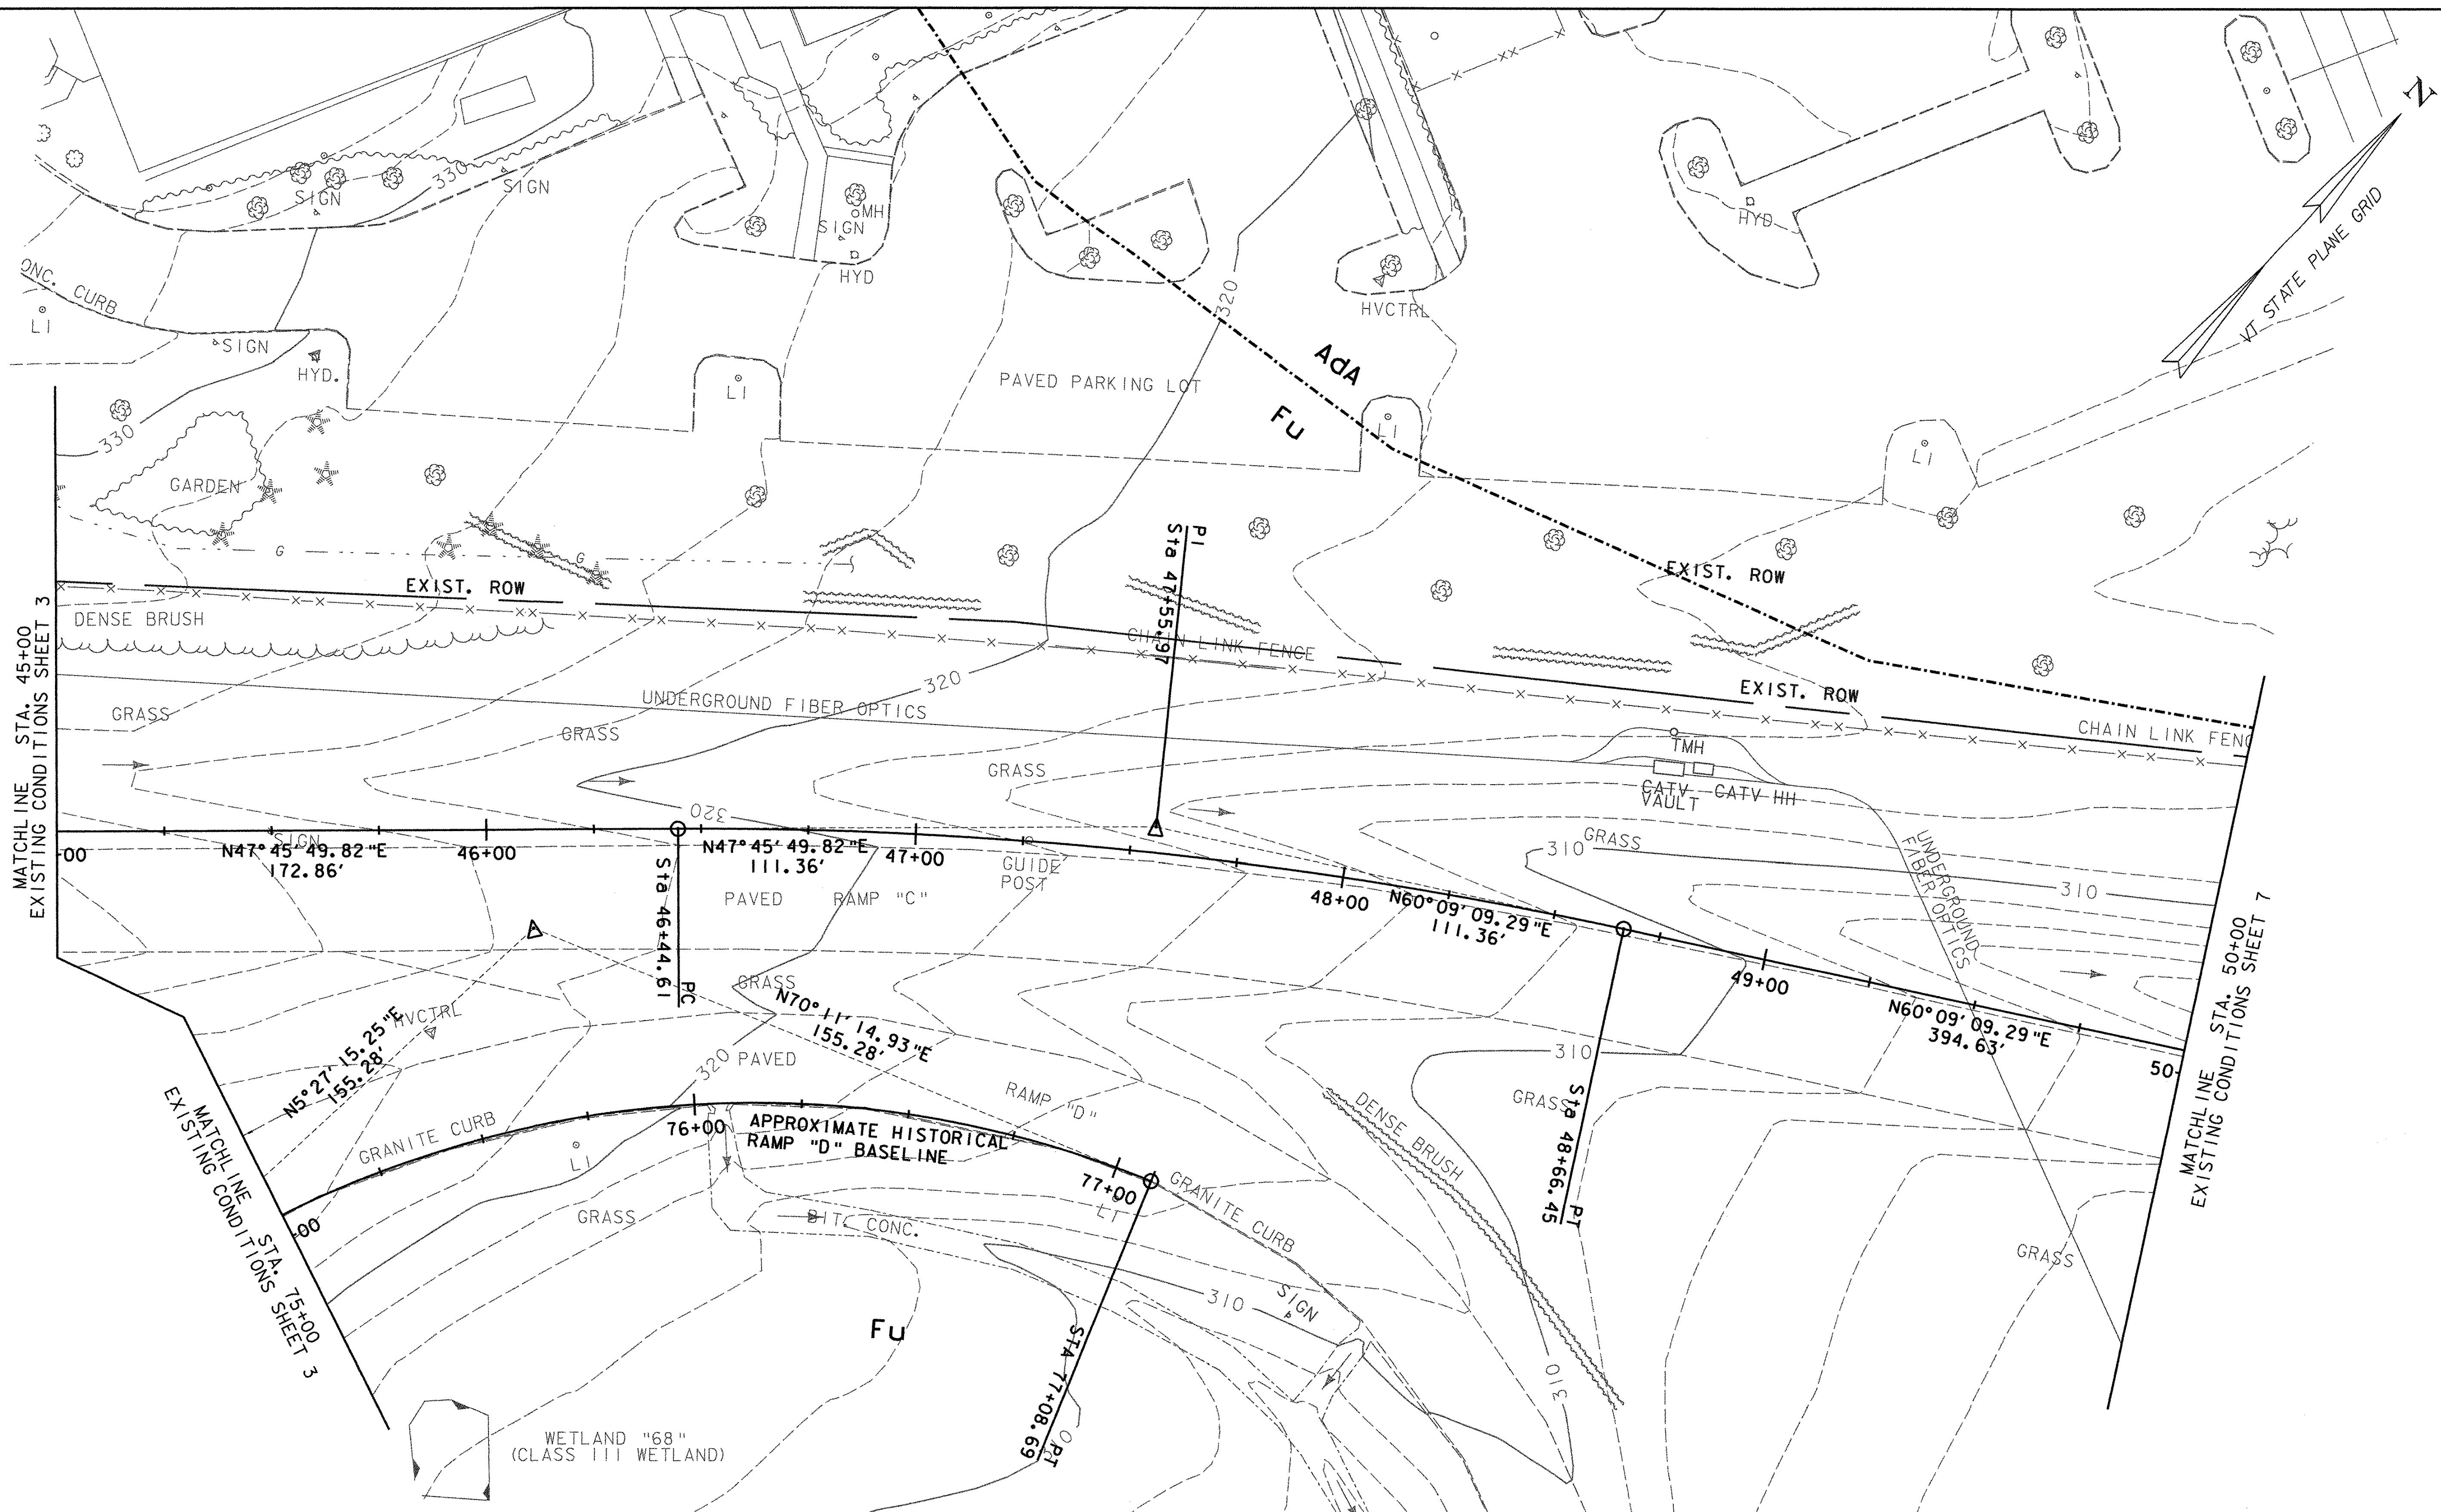 330
SIGN
SIGN
MH
SIGN
HYD
HYD
N
VT STATE PLANE GRID
ONC. CURB
LI
SIGN
HYD.
320
HVCTRL
AdA
Fu
PAVED PARKING LOT
LI
LI
LI
330
GARDEN
G
G
PI
Sta 47+55.97
EXIST. ROW
EXIST. ROW
DENSE BRUSH
CHAIN LINK FENCE
EXIST. ROW
CHAIN LINK FENC
MATCHLINE STA. 45+00
EXISTING CONDITIONS SHEET 3
UNDERGROUND FIBER OPTICS
320
GRASS
GRASS
GRASS
TMH
CATV VAULT
CATV HH
320
SIGN
-00
N47°45'49.82"E
172.86'
46+00
N47°45'49.82"E
111.36'
47+00
GUIDE
POST
PAVED RAMP "C"
Sta 46+44.61
PC
48+00
N60°09'09.29"E
111.36'
310
GRASS
UNDERGROUND
FIBER OPTICS
310
49+00
N60°09'09.29"E
394.63'
50
MATCHLINE STA. 50+00
EXISTING CONDITIONS SHEET 7
GRASS
N70°11'14.93"E
155.28'
HVCTRL
N5°27'15.25"E
155.28'
320
PAVED
RAMP "D"
GRANITE CURB
LI
76+00
APPROXIMATE HISTORICAL
RAMP "D" BASELINE
77+00
LI
GRANITE CURB
310
DENSE BRUSH
GRASS
Sta 48+66.45
PT
MATCHLINE STA. 75+00
EXISTING CONDITIONS SHEET 3
-00
GRASS
BIT. CONC.
310
SIGN
GRASS
Fu
STA 77+08.69
PT
310
WETLAND "68"
(CLASS III WETLAND)